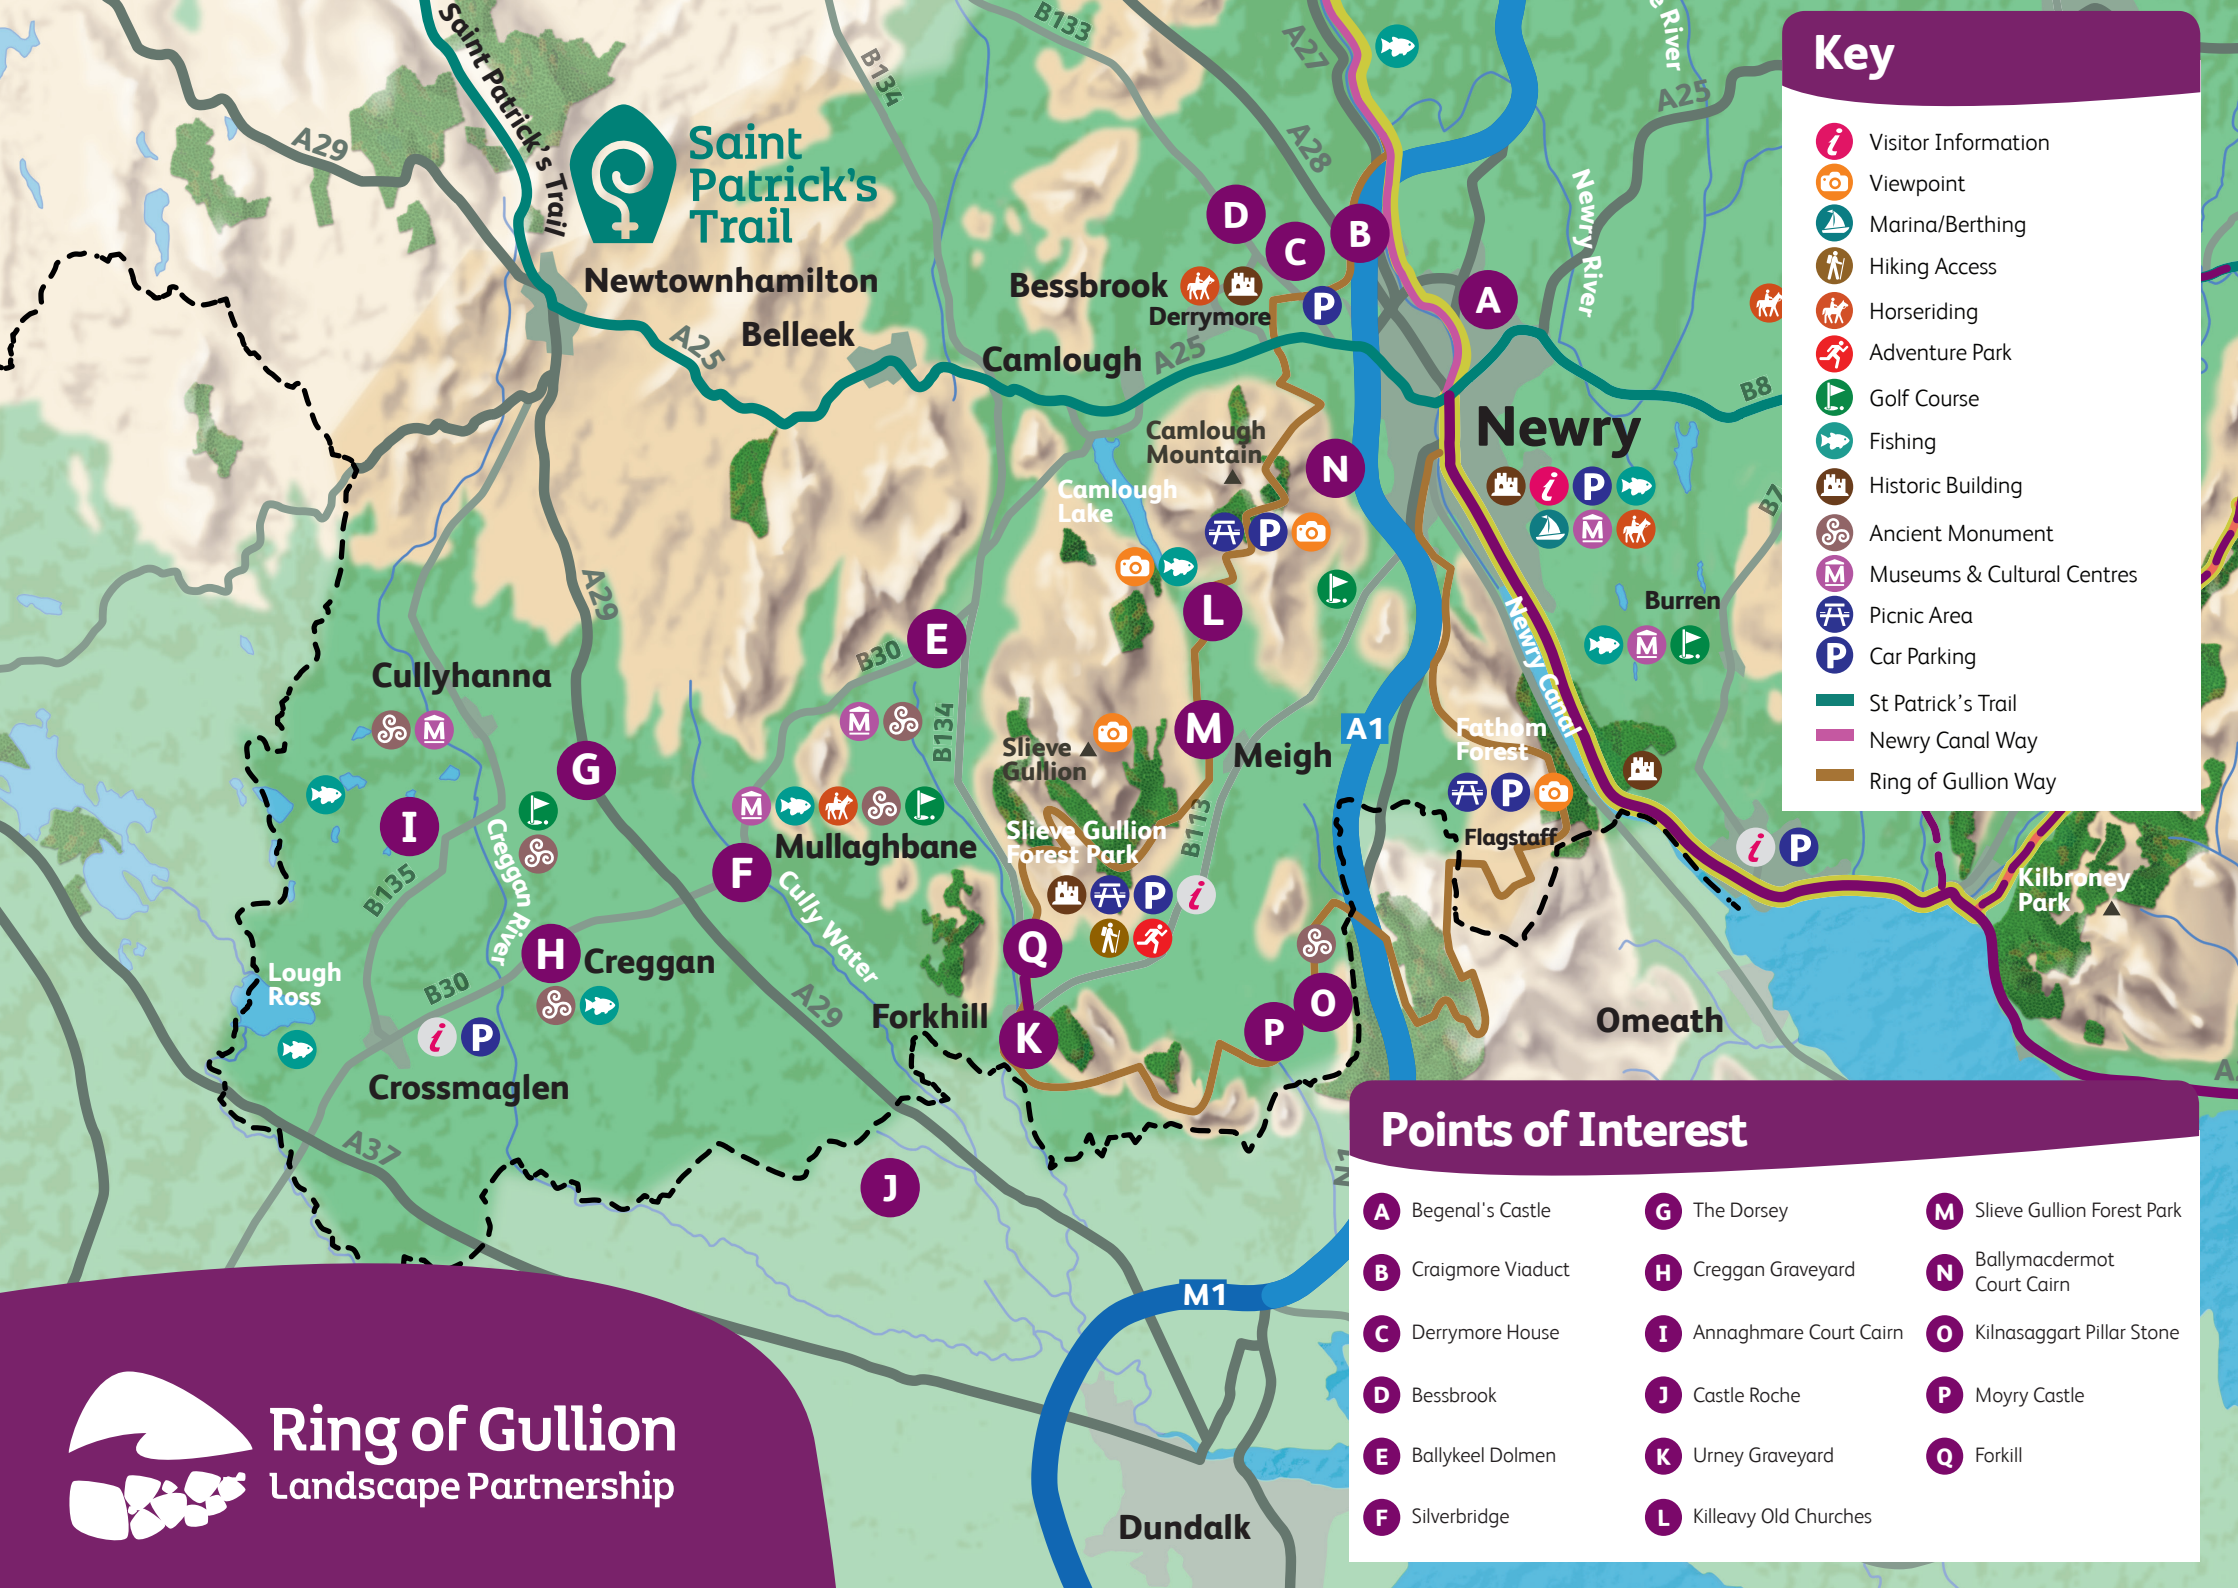 Saint Patrick's Trail
B134
B133
A27
A28
River
A25
Newry River
A29
Saint
Patrick's
Trail
Newtownhamilton
Belleek
A25
Bessbrook
Derrymore
P
D
C
B
A
Camlough
A25
B8
Newry
P
M
Camlough
Mountain
Camlough
Lake
N
P
L
B7
Burren
M
Newry Canal
A29
E
B30
B134
Cullyhanna
M
M
G
I
B135
Creggan
River
M
Mullaghbane
F
Cully Water
Slieve
Gullion
M
Meigh
B113
A1
Fathom
Forest
P
Flagstaff
Slieve Gullion
Forest Park
P
i
i
P
Kilbroney
Park
H
Creggan
Q
Lough
Ross
B30
i
P
Crossmaglen
A29
Forkhill
K
O
P
Omeath
A37
J
N1
M1
Dundalk
Key
i
Visitor Information
Viewpoint
Marina/Berthing
Hiking Access
Horseriding
Adventure Park
Golf Course
Fishing
Historic Building
Ancient Monument
M Museums & Cultural Centres
Picnic Area
P Car Parking
St Patrick's Trail
Newry Canal Way
Ring of Gullion Way
Points of Interest
A Begenal's Castle
B Craigmore Viaduct
C Derrymore House
D Bessbrook
E Ballykeel Dolmen
F Silverbridge
G The Dorsey
H Creggan Graveyard
I Annaghmare Court Cairn
J Castle Roche
K Urney Graveyard
L Killeavy Old Churches
M Slieve Gullion Forest Park
N Ballymacdermot
Court Cairn
O Kilnasaggart Pillar Stone
P Moyry Castle
Q Forkill
Ring of Gullion
Landscape Partnership